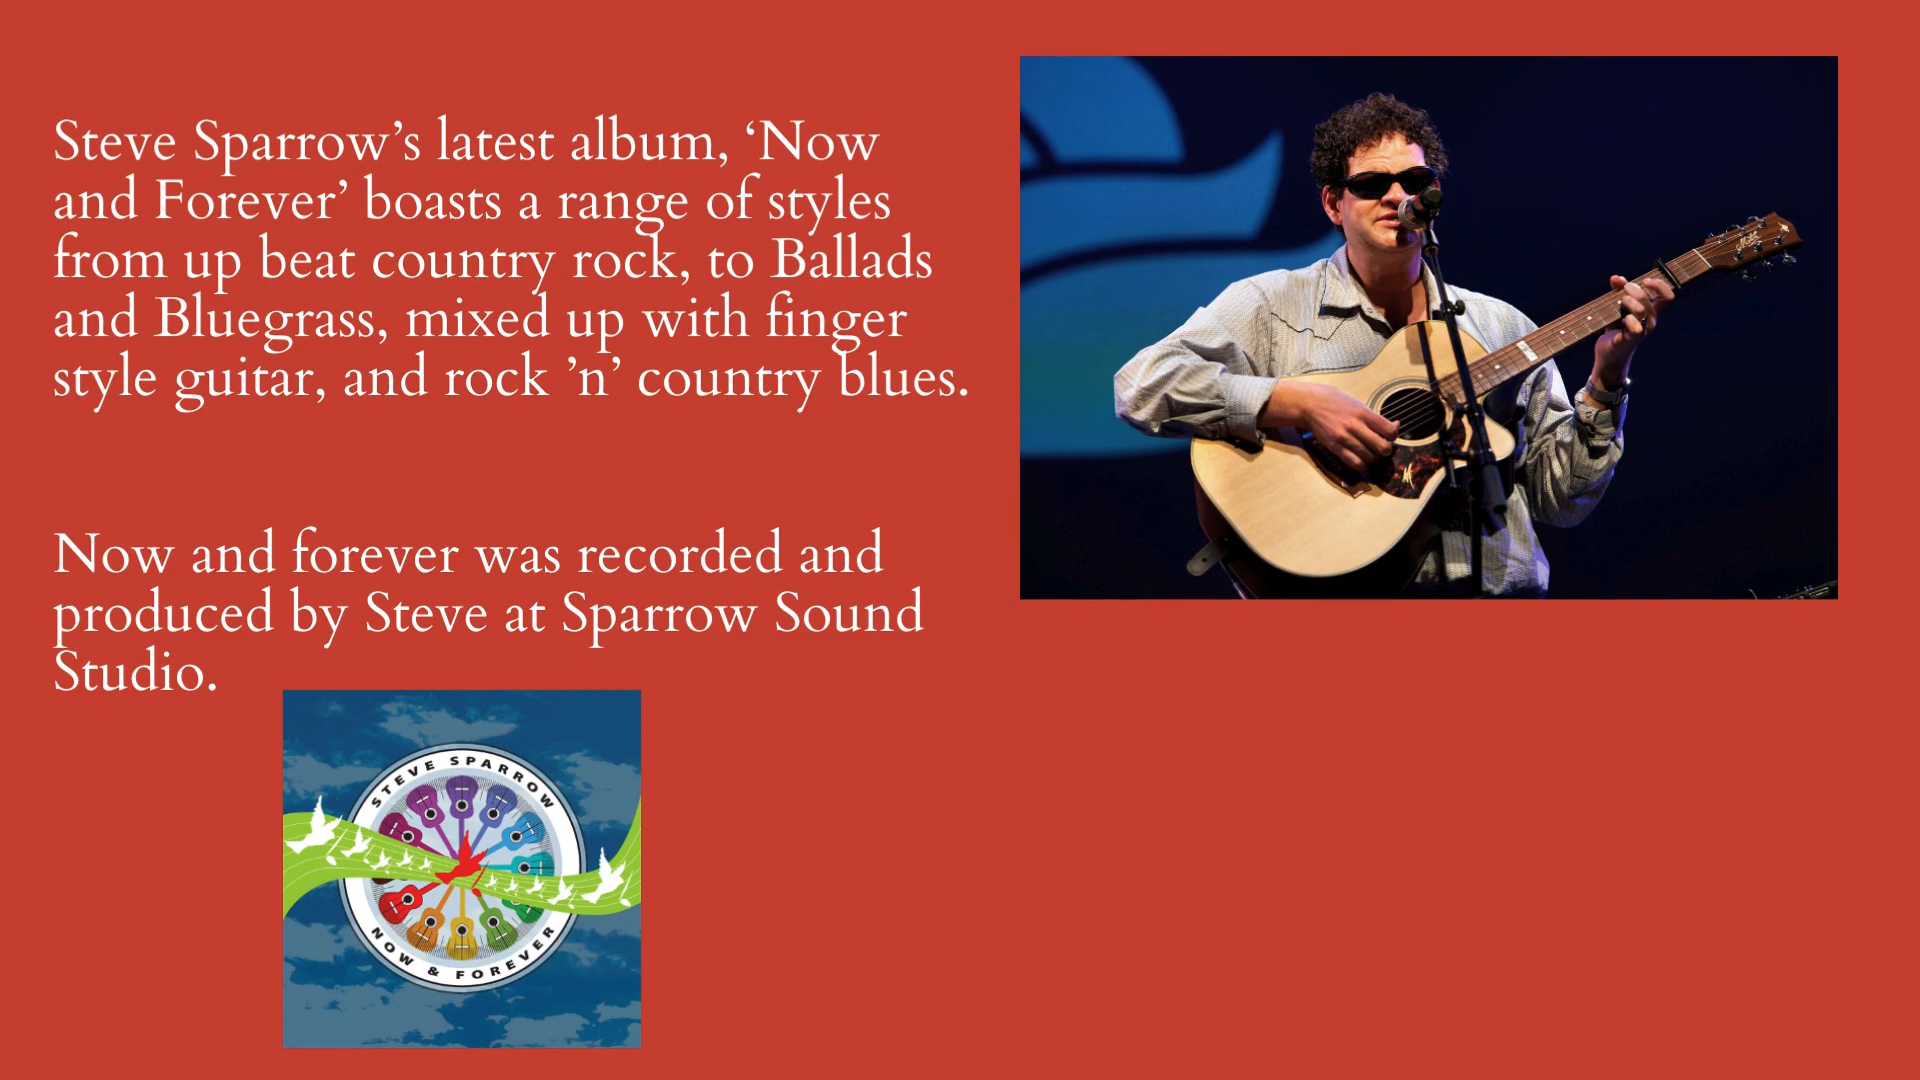 Steve Sparrow’s latest album, ‘Now
and Forever’ boasts a range of styles
from up beat country rock, to Ballads
and Bluegrass, mixed up with finger
style guitar, and rock ’n’ country blues.
Now and forever was recorded and
produced by Steve at Sparrow Sound
Studio.
STEVE SPARROW
NOW & FOREVER